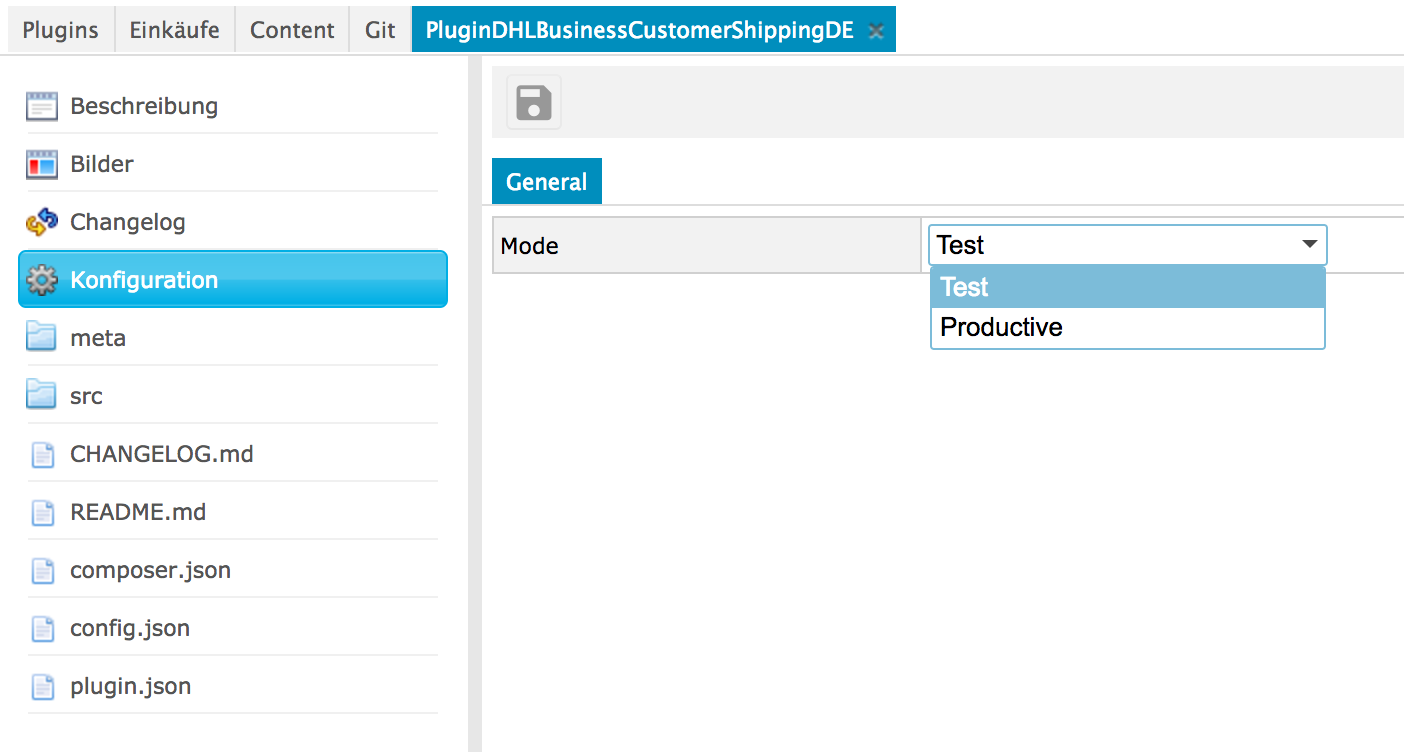 Plugins Einkäufe Content Git PluginDHLBusinessCustomerShippingDE
Beschreibung
Bilder
Changelog
Konfiguration
meta
src
CHANGELOG.md
README.md
composer.json
config.json
plugin.json
General
Mode Test
Test
Productive